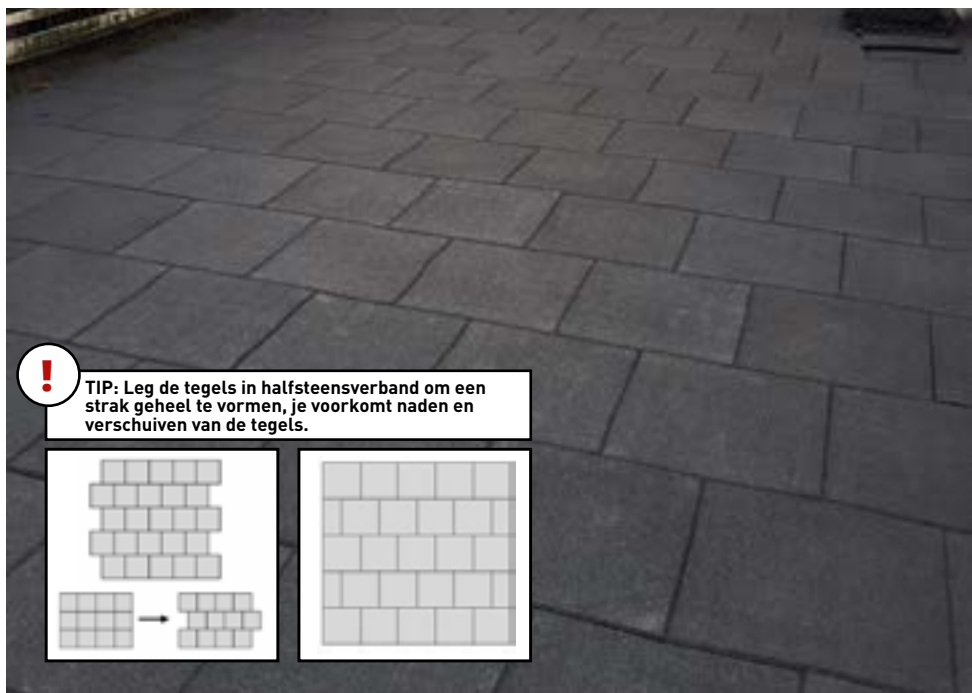 !
TIP: Leg de tegels in halfsteensverband om een
strak geheel te vormen, je voorkomt naden en
verschuiven van de tegels.